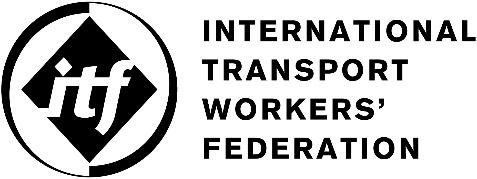 itf
INTERNATIONAL
TRANSPORT
WORKERS’
FEDERATION